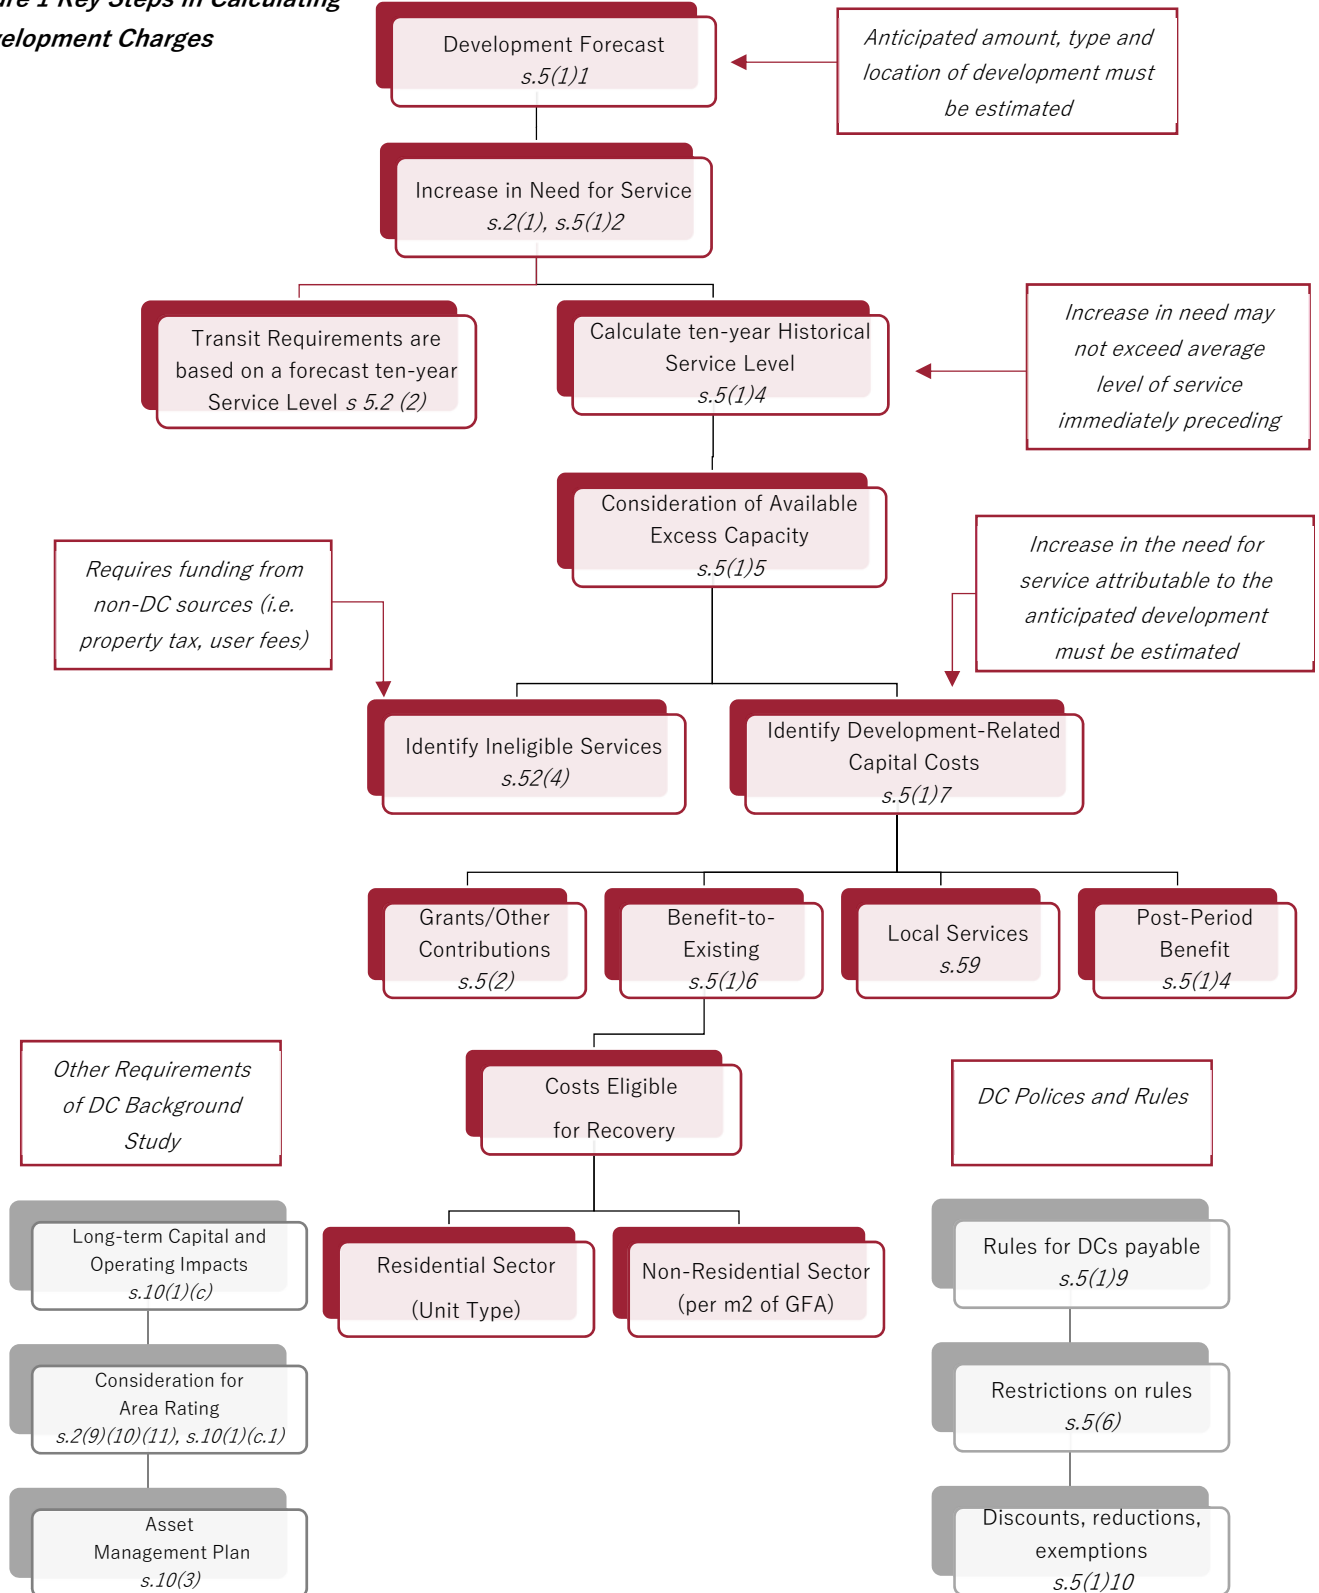 ure 1 Key Steps in Calculating
velopment Charges
Development Forecast
s.5(1)1
Anticipated amount, type and
location of development must
be estimated
Increase in Need for Service
s.2(1), s.5(1)2
Transit Requirements are
based on a forecast ten-year
Service Level s 5.2 (2)
Calculate ten-year Historical
Service Level
s.5(1)4
Increase in need may
not exceed average
level of service
immediately preceding
Consideration of Available
Excess Capacity
s.5(1)5
Requires funding from
non-DC sources (i.e.
property tax, user fees)
Increase in the need for
service attributable to the
anticipated development
must be estimated
Identify Ineligible Services
s.52(4)
Identify Development-Related
Capital Costs
s.5(1)7
Grants/Other
Contributions
s.5(2)
Benefit-to-
Existing
s.5(1)6
Local Services
s.59
Post-Period
Benefit
s.5(1)4
Other Requirements
of DC Background
Study
Costs Eligible
for Recovery
DC Polices and Rules
Long-term Capital and
Operating Impacts
s.10(1)(c)
Residential Sector
(Unit Type)
Non-Residential Sector
(per m2 of GFA)
Rules for DCs payable
s.5(1)9
Consideration for
Area Rating
s.2(9)(10)(11), s.10(1)(c.1)
Restrictions on rules
s.5(6)
Asset
Management Plan
s.10(3)
Discounts, reductions,
exemptions
s.5(1)10